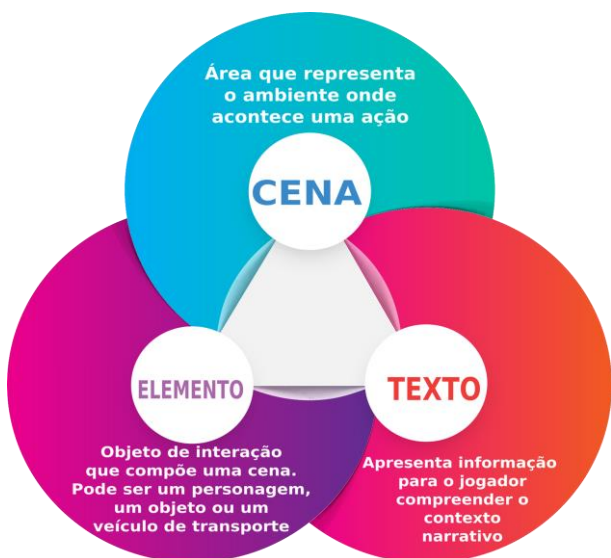 Área que representa
o ambiente onde
acontece uma ação
CENA
ELEMENTO
Objeto de interação
que compõe uma cena.
Pode ser um personagem,
um objeto ou um
veículo de transporte
TEXTO
Apresenta informação
para o jogador
compreender o
contexto
narrativo